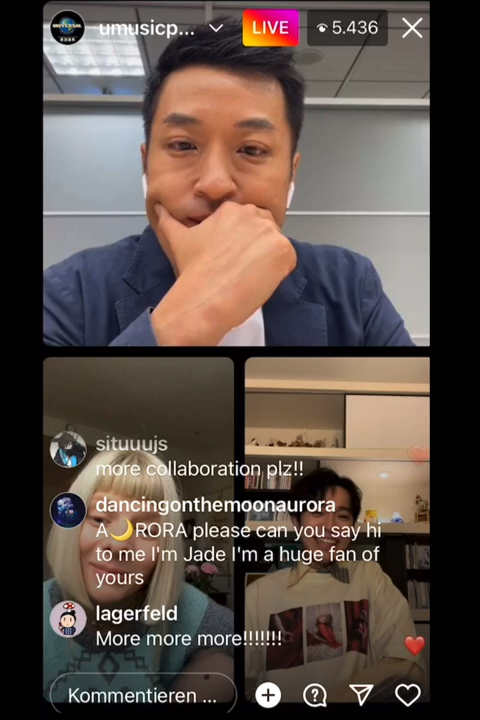 umusicp...
LIVE
5.436
UNIVERSAL
situuujs
more collaboration plz!!
dancingonthemoonaurora
A🌙RORA please can you say hi
to me I'm Jade I'm a huge fan of
yours
lagerfeld
More more more!!!!!!!
Kommentieren ...